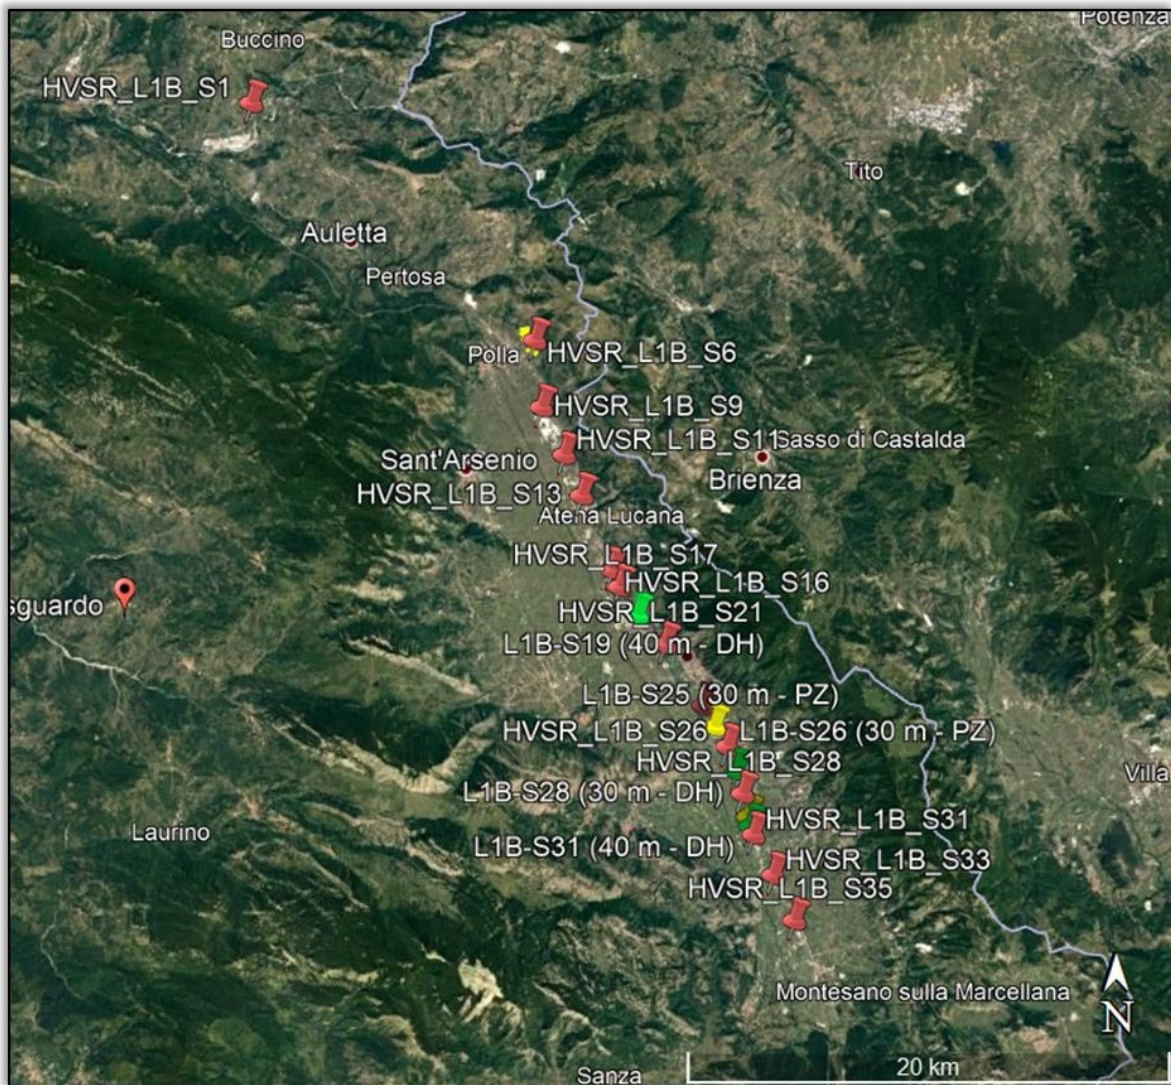 Potenza
Buccino
HVSR_L1B_S1
Tito
Auletta
Pertosa
Polla
HVSR_L1B_S6
HVSR_L1B_S9
HVSR_L1B_S11
Sasso di Castalda
Sant'Arsenio
Brienza
HVSR_L1B_S13
Atena Lucana
HVSR_L1B_S17
HVSR_L1B_S16
sguardo
HVSR_L1B_S21
L1B-S19 (40 m - DH)
L1B-S25 (30 m - PZ)
HVSR_L1B_S26
L1B-S26 (30 m - PZ)
HVSR_L1B_S28
Villa
L1B-S28 (30 m - DH)
HVSR_L1B_S31
Laurino
L1B-S31 (40 m - DH)
HVSR_L1B_S33
HVSR_L1B_S35
Montesano sulla Marcellana
N
20 km
Sanza